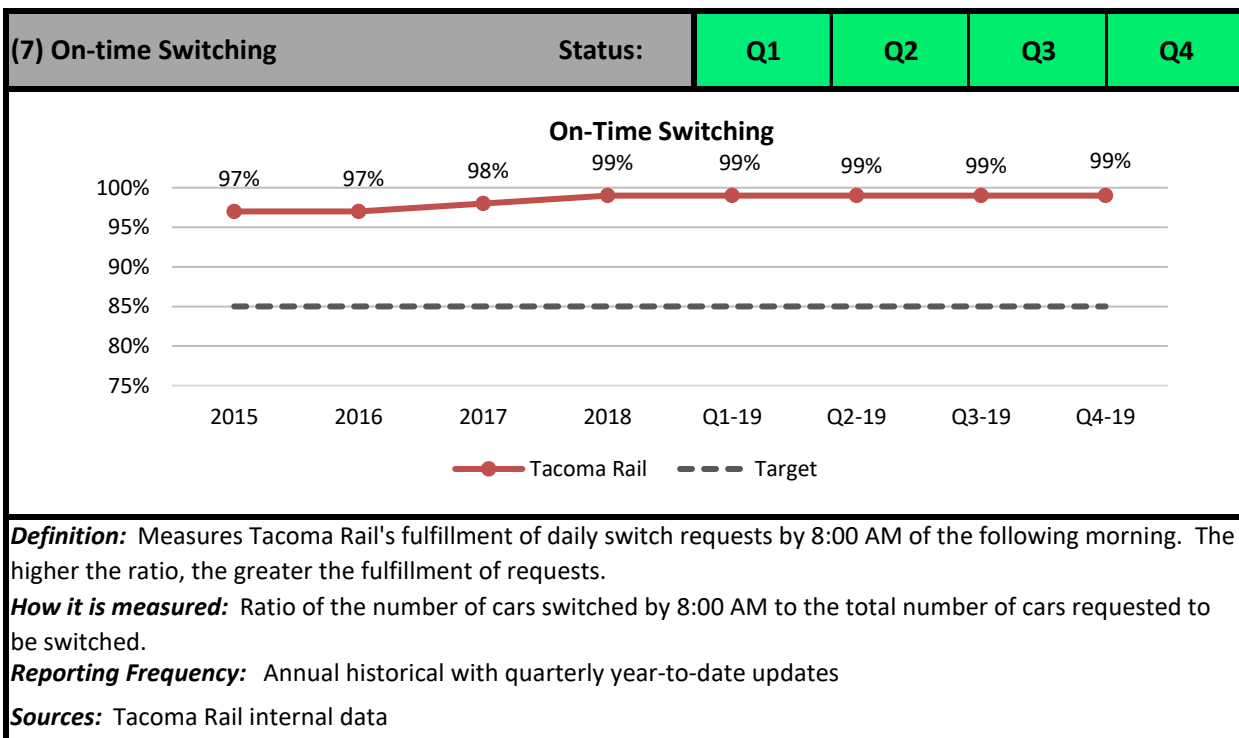 (7) On-time Switching Status: Q1 Q2 Q3 Q4
On-Time Switching
97% 97% 98% 99% 99% 99% 99% 99%
100%
95%
90%
85%
80%
75%
2015 2016 2017 2018 Q1-19 Q2-19 Q3-19 Q4-19
Tacoma Rail Target
Definition: Measures Tacoma Rail's fulfillment of daily switch requests by 8:00 AM of the following morning. The
higher the ratio, the greater the fulfillment of requests.
How it is measured: Ratio of the number of cars switched by 8:00 AM to the total number of cars requested to
be switched.
Reporting Frequency: Annual historical with quarterly year-to-date updates
Sources: Tacoma Rail internal data